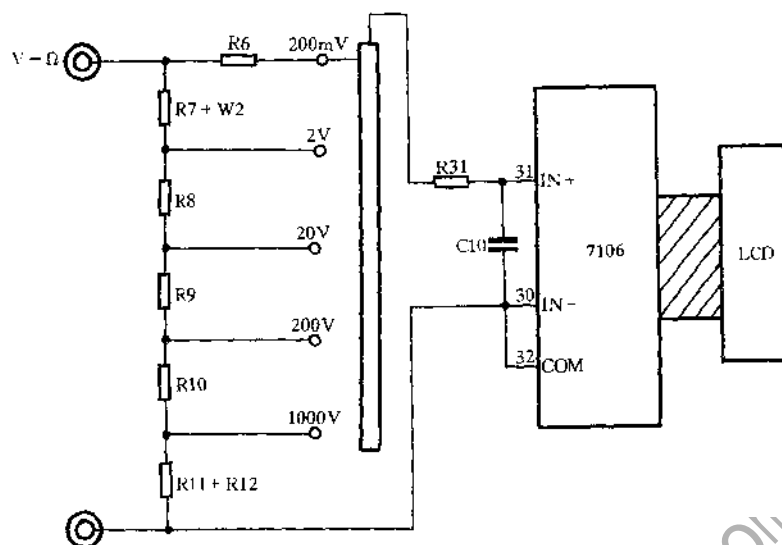 V-Ω
R6
200mV
R7 + W2
2V
R8
20V
R9
200V
R10
1000V
R11 + R12
R31
C10
31
IN+
30
IN-
32
COM
7106
LCD